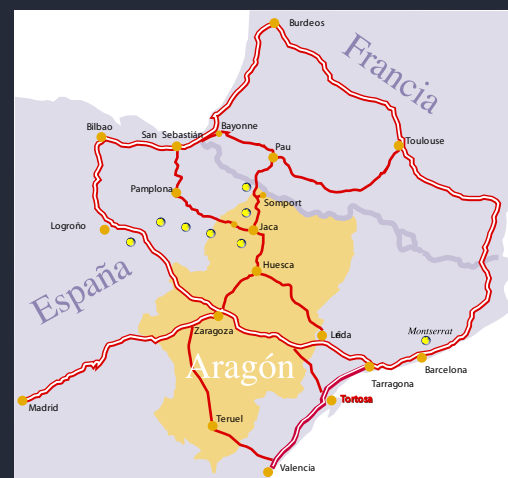 Burdeos
Francia
Bilbao
San Sebastián
Bayonne
Toulouse
Pau
Pamplona
Somport
Logroño
Jaca
España
Huesca
Zaragoza
Montserrat
Aragón
Barcelona
Tarragona
Tortosa
Madrid
Teruel
Valencia